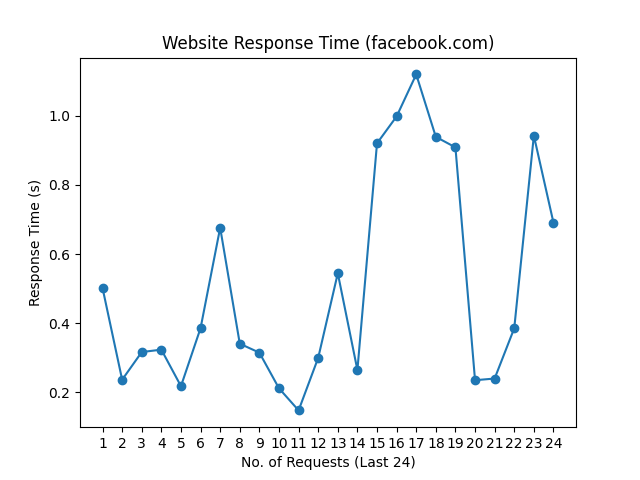 Website Response Time (facebook.com)
Response Time (s)
1.0
0.8
0.6
0.4
0.2
1 2 3 4 5 6 7 8 9 10 11 12 13 14 15 16 17 18 19 20 21 22 23 24
No. of Requests (Last 24)